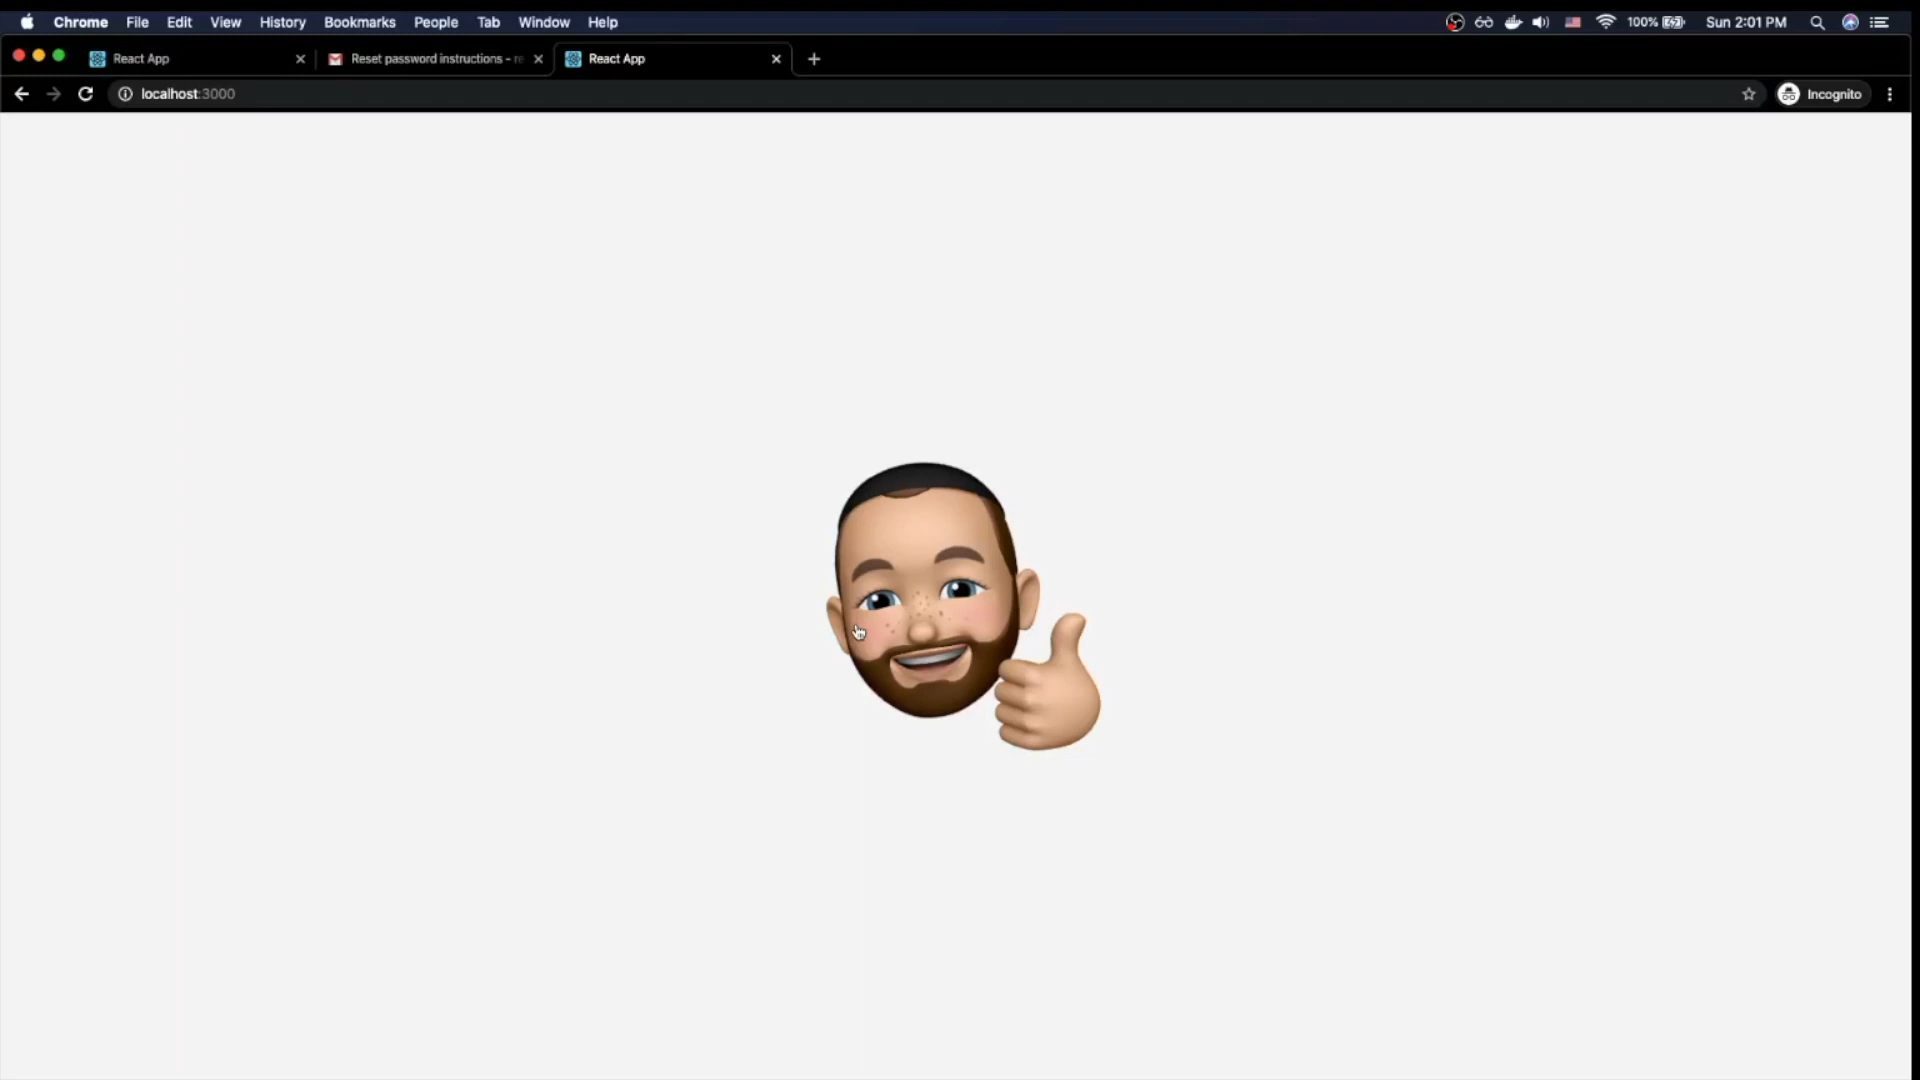 Chrome File Edit View History Bookmarks People Tab Window Help 100% Sun 2:01 PM
React App Reset password instructions - React App
localhost:3000 Incognito